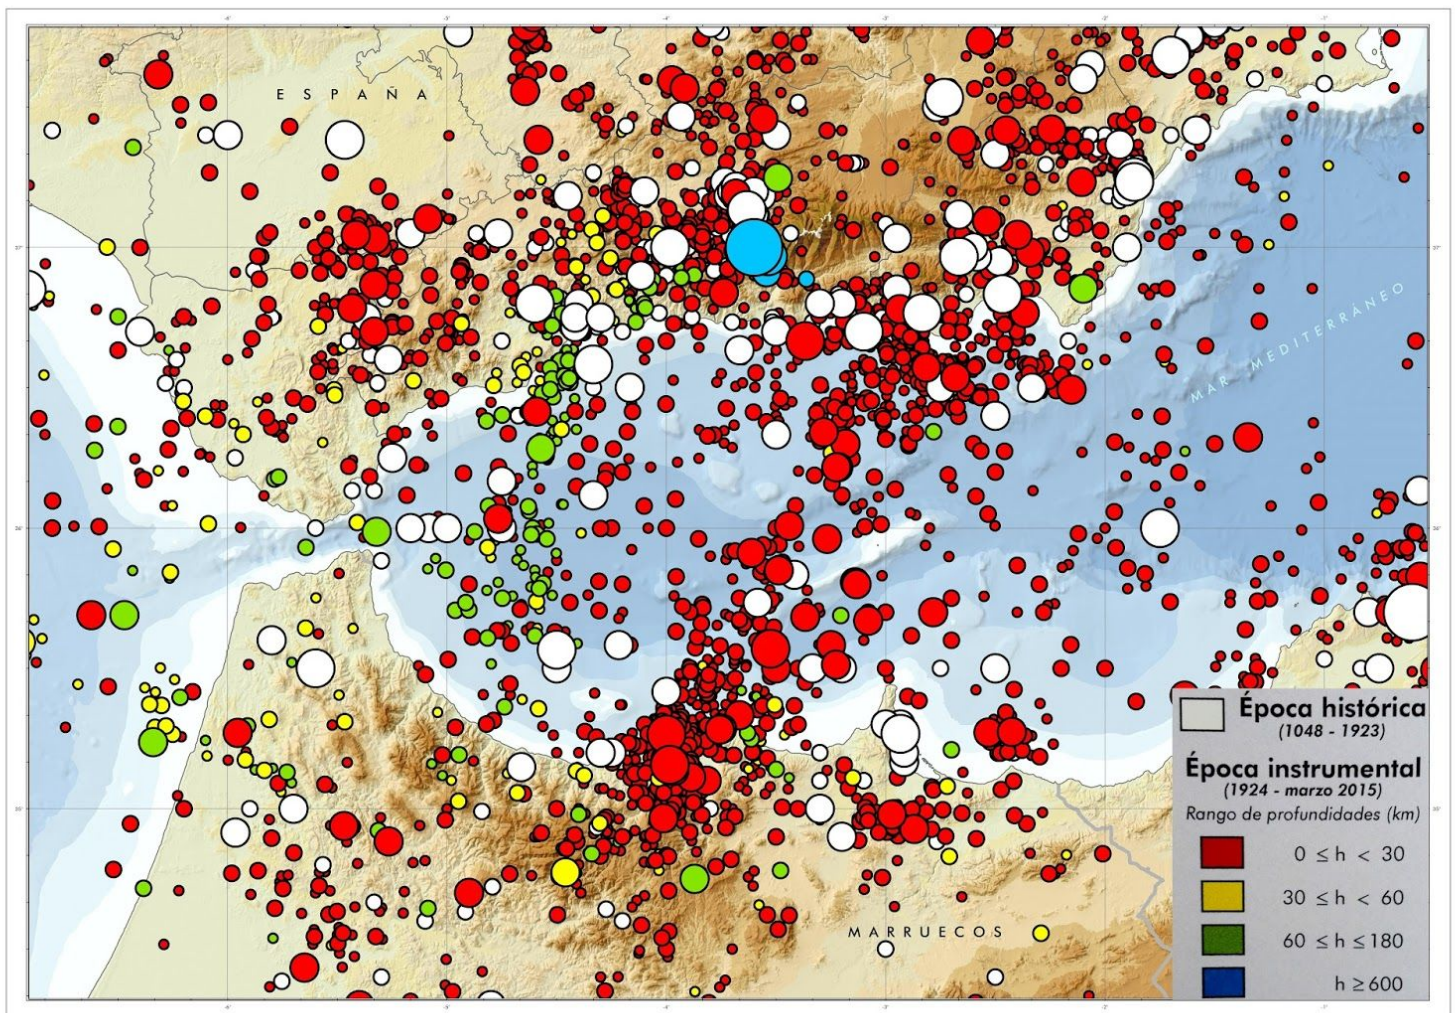 ESPAÑA
MAR MEDITERRÁNEO
MARRUECOS
Época histórica
(1048 - 1923)
Época instrumental
(1924 - marzo 2015)
Rango de profundidades (km)
0 ≤ h < 30
30 ≤ h < 60
60 ≤ h ≤ 180
h ≥ 600